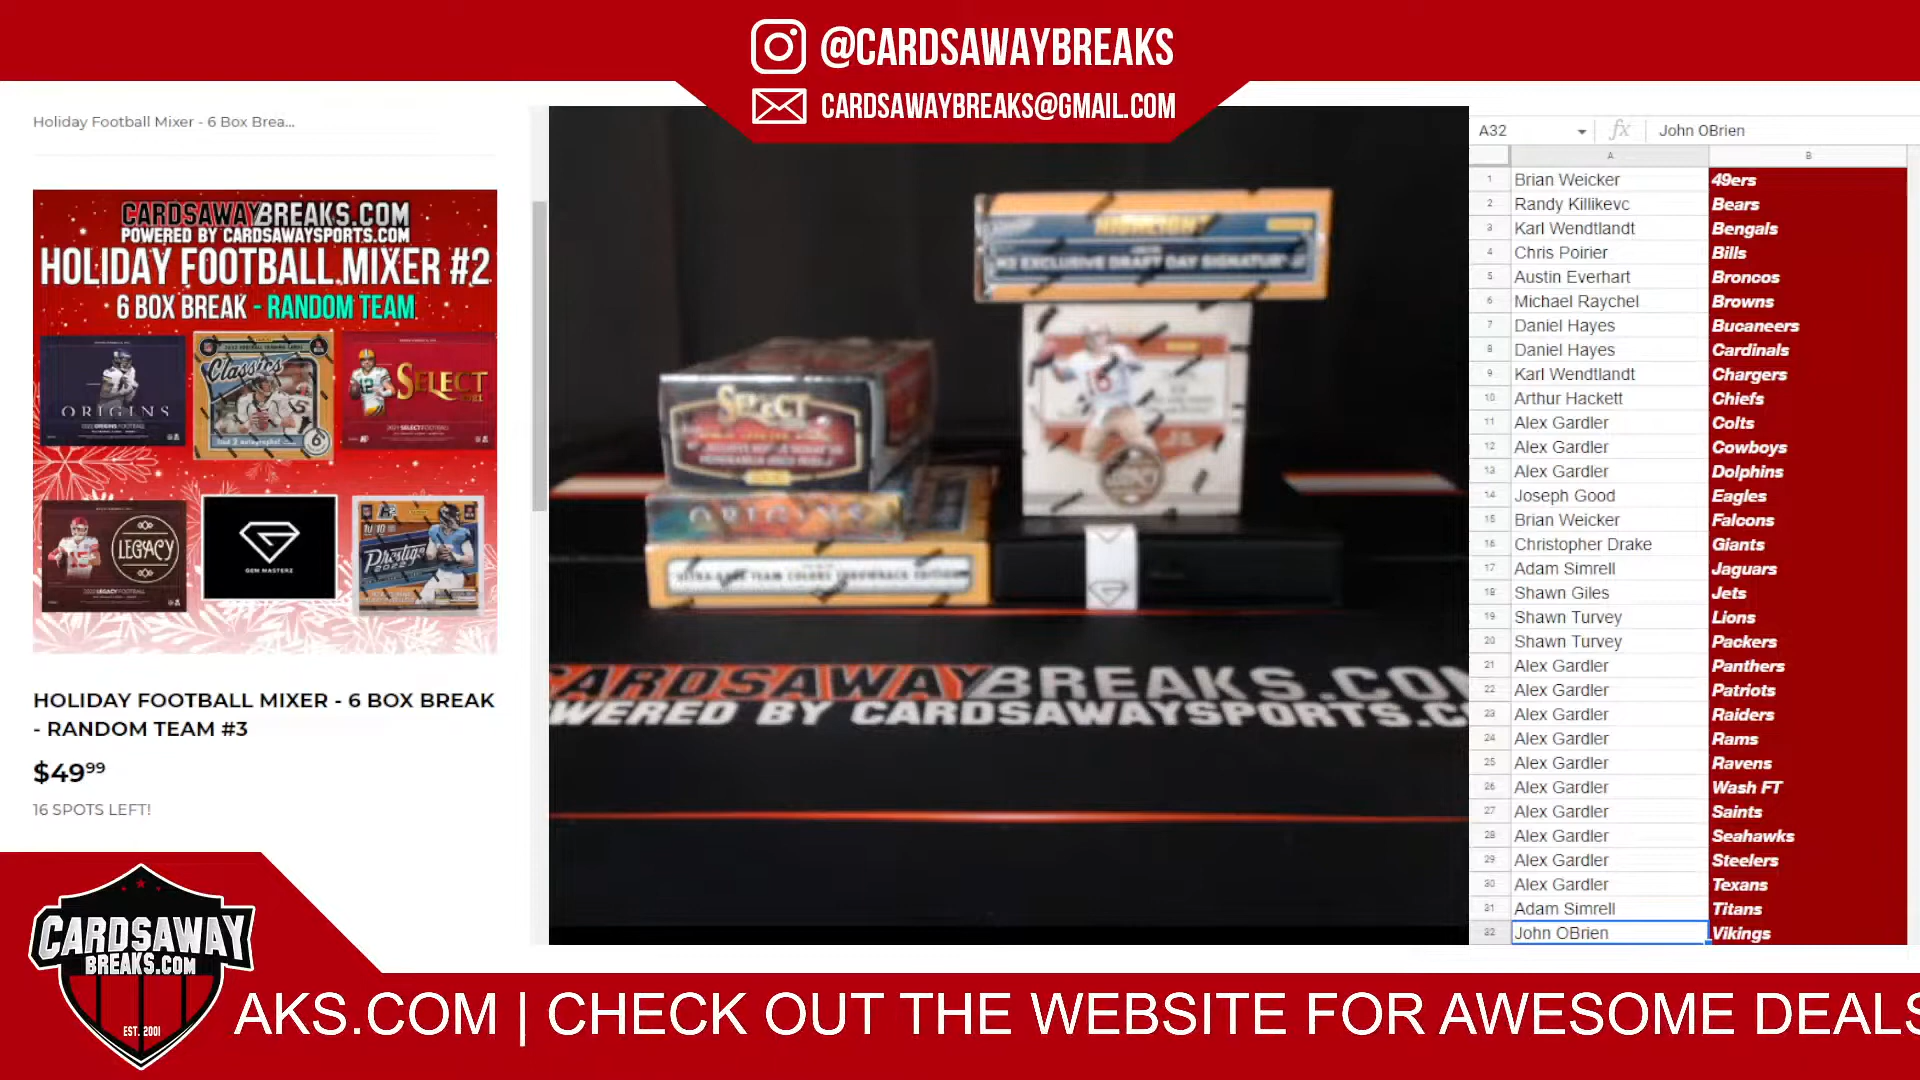 @CARDSAWAYBREAKS
CARDSAWAYBREAKS@GMAIL.COM
Holiday Football Mixer - 6 Box Brea...
CARDSAWAYBREAKS.COM
POWERED BY CARDSAWAYSPORTS.COM
HOLIDAY FOOTBALL MIXER #2
6 BOX BREAK - RANDOM TEAM
ORIGINS
Classics
SELECT
LEGACY
GEM MASTERZ
Prestige
2022
HOLIDAY FOOTBALL MIXER - 6 BOX BREAK
- RANDOM TEAM #3
$49.99
16 SPOTS LEFT!
SELECT
ORIGINS
CARDSAWAYBREAKS.COM
POWERED BY CARDSAWAYSPORTS.C
A32 fx John OBrien
A B
1 Brian Weicker 49ers
2 Randy Killikevc Bears
3 Karl Wendtlandt Bengals
4 Chris Poirier Bills
5 Austin Everhart Broncos
6 Michael Raychel Browns
7 Daniel Hayes Bucaneers
8 Daniel Hayes Cardinals
9 Karl Wendtlandt Chargers
10 Arthur Hackett Chiefs
11 Alex Gardler Colts
12 Alex Gardler Cowboys
13 Alex Gardler Dolphins
14 Joseph Good Eagles
15 Brian Weicker Falcons
16 Christopher Drake Giants
17 Adam Simrell Jaguars
18 Shawn Giles Jets
19 Shawn Turvey Lions
20 Shawn Turvey Packers
21 Alex Gardler Panthers
22 Alex Gardler Patriots
23 Alex Gardler Raiders
24 Alex Gardler Rams
25 Alex Gardler Ravens
26 Alex Gardler Wash FT
27 Alex Gardler Saints
28 Alex Gardler Seahawks
29 Alex Gardler Steelers
30 Alex Gardler Texans
31 Adam Simrell Titans
32 John OBrien Vikings
CARDSAWAY
BREAKS.COM
EST. 2001
AKS.COM | CHECK OUT THE WEBSITE FOR AWESOME DEALS